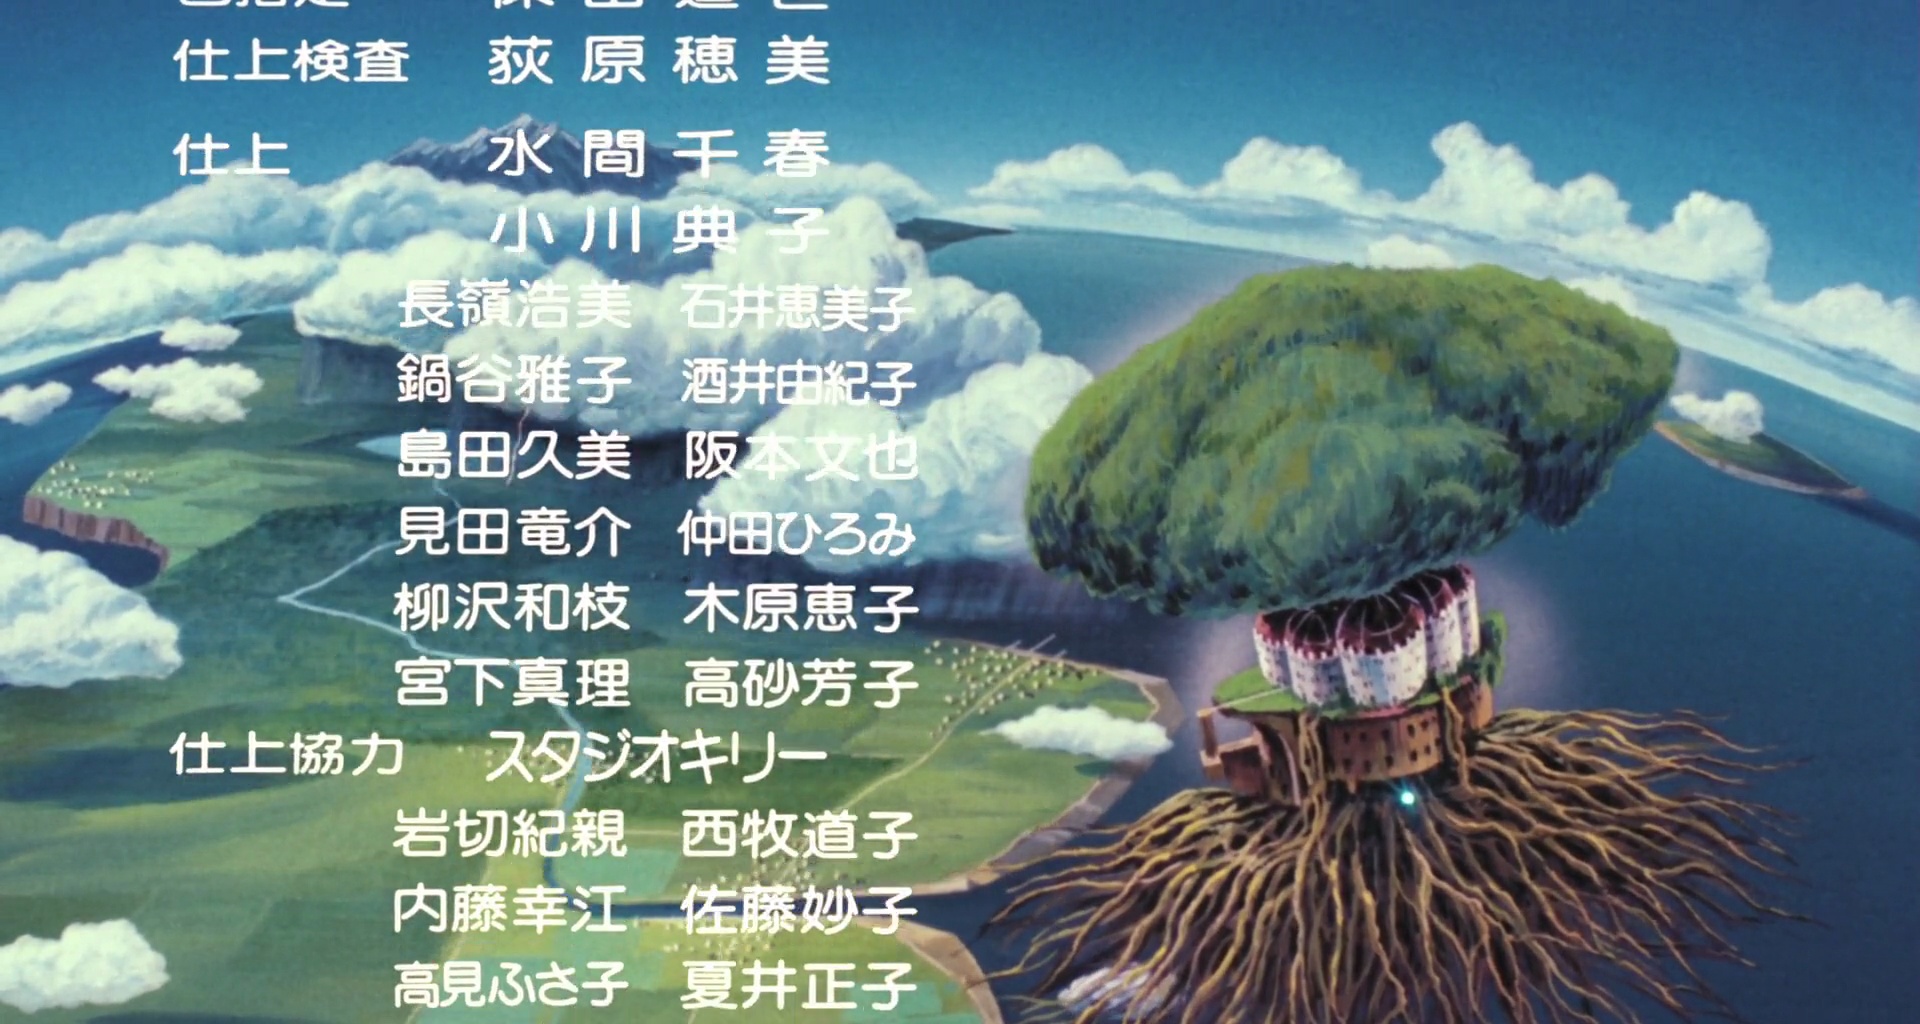 仕上検査 荻原穂美
仕上 水間千春
小川典子
長嶺浩美 石井恵美子
鍋谷雅子 酒井由紀子
島田久美 阪本文也
見田竜介 仲田ひろみ
柳沢和枝 木原恵子
宮下真理 高砂芳子
仕上協力 スタジオキリー
岩切紀親 西牧道子
内藤幸江 佐藤妙子
高見ふさ子 夏井正子